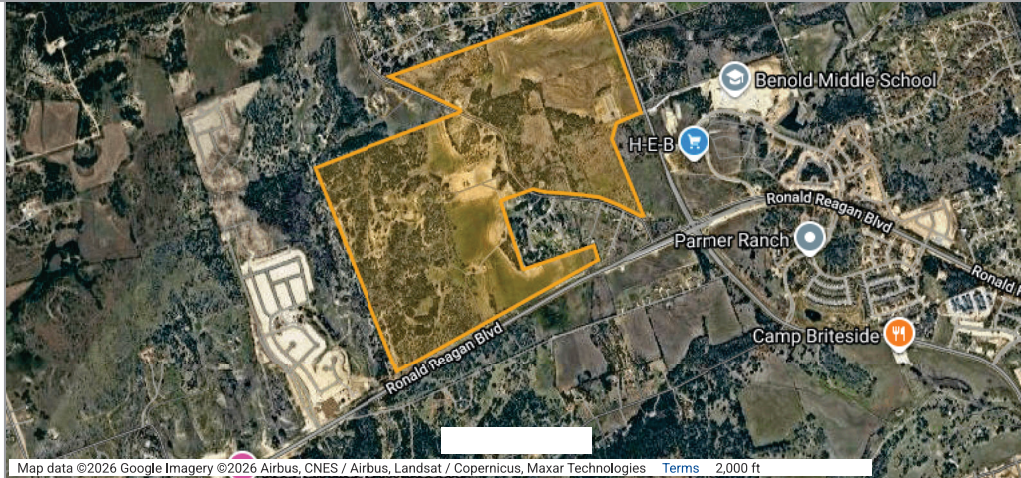 Benold Middle School
H-E-B
Ronald Reagan Blvd
Parmer Ranch
Ronald
Camp Briteside
Ronald Reagan Blvd
Map data ©2026 Google Imagery ©2026 Airbus, CNES / Airbus, Landsat / Copernicus, Maxar Technologies Terms 2,000 ft